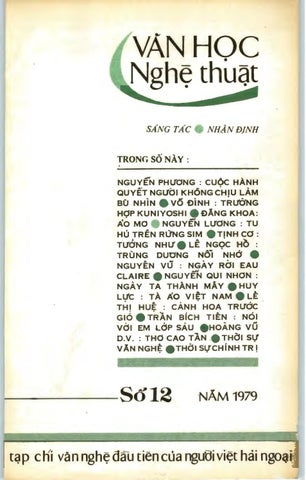 VĂN HỌC
Nghệ thuật
SÁNG TÁC ● NHẬN ĐỊNH
TRONG SỐ NÀY :
NGUYỄN PHƯƠNG : CUỘC HÀNH
QUYẾT NGƯỜI KHÔNG CHỊU LÀM
BÙ NHÌN ● VÕ ĐÌNH : TRƯỜNG
HỢP KUNIYOSHI ● ĐĂNG KHOA:
ÁO MƠ ● NGUYÊN LƯƠNG : TU
HÚ TRÊN RỪNG SIM ● TỊNH CƠ :
TƯỞNG NHƯ ● LÊ NGỌC HỒ :
TRÙNG DƯƠNG NỐI NHỚ ●
NGUYÊN VŨ : NGÀY RỜI EAU
CLAIRE ● NGUYỄN QUI NHƠN :
NGÀY TA THÀNH MÂY ● HUY
LỰC : TÀ ÁO VIỆT NAM ● LÊ
THỊ HUỆ : CÁNH HOA TRƯỚC
GIÓ ● TRẦN BÍCH TIÊN : NÓI
VỚI EM LỚP SÁU ● HOÀNG VŨ
D.V. : THƠ CAO TẦN ● THỜI SỰ
VĂN NGHỆ ● THỜI SỰ CHÍNH TRỊ
Số 12 NĂM 1979
tạp chí văn nghệ đầu tiên của người việt hải ngoại